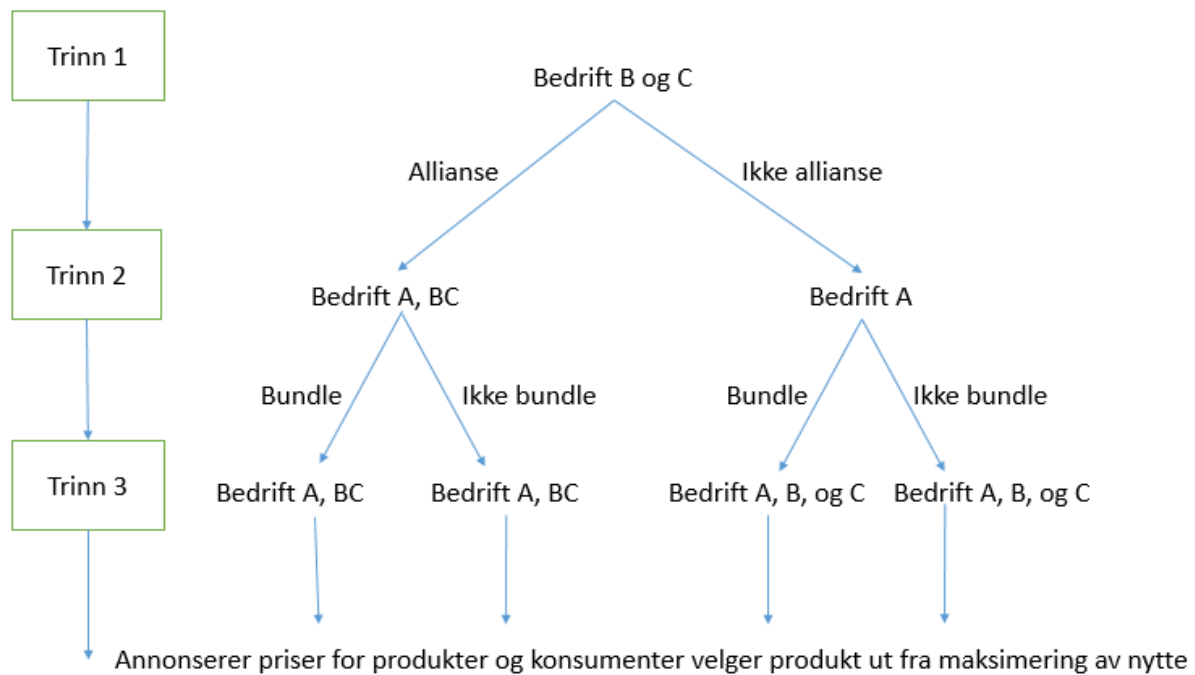 Trinn 1
Bedrift B og C
Allianse
Ikke allianse
Trinn 2
Bedrift A, BC
Bedrift A
Bundle
Ikke bundle
Bundle
Ikke bundle
Trinn 3
Bedrift A, BC
Bedrift A, BC
Bedrift A, B, og C
Bedrift A, B, og C
Annonserer priser for produkter og konsumenter velger produkt ut fra maksimering av nytte